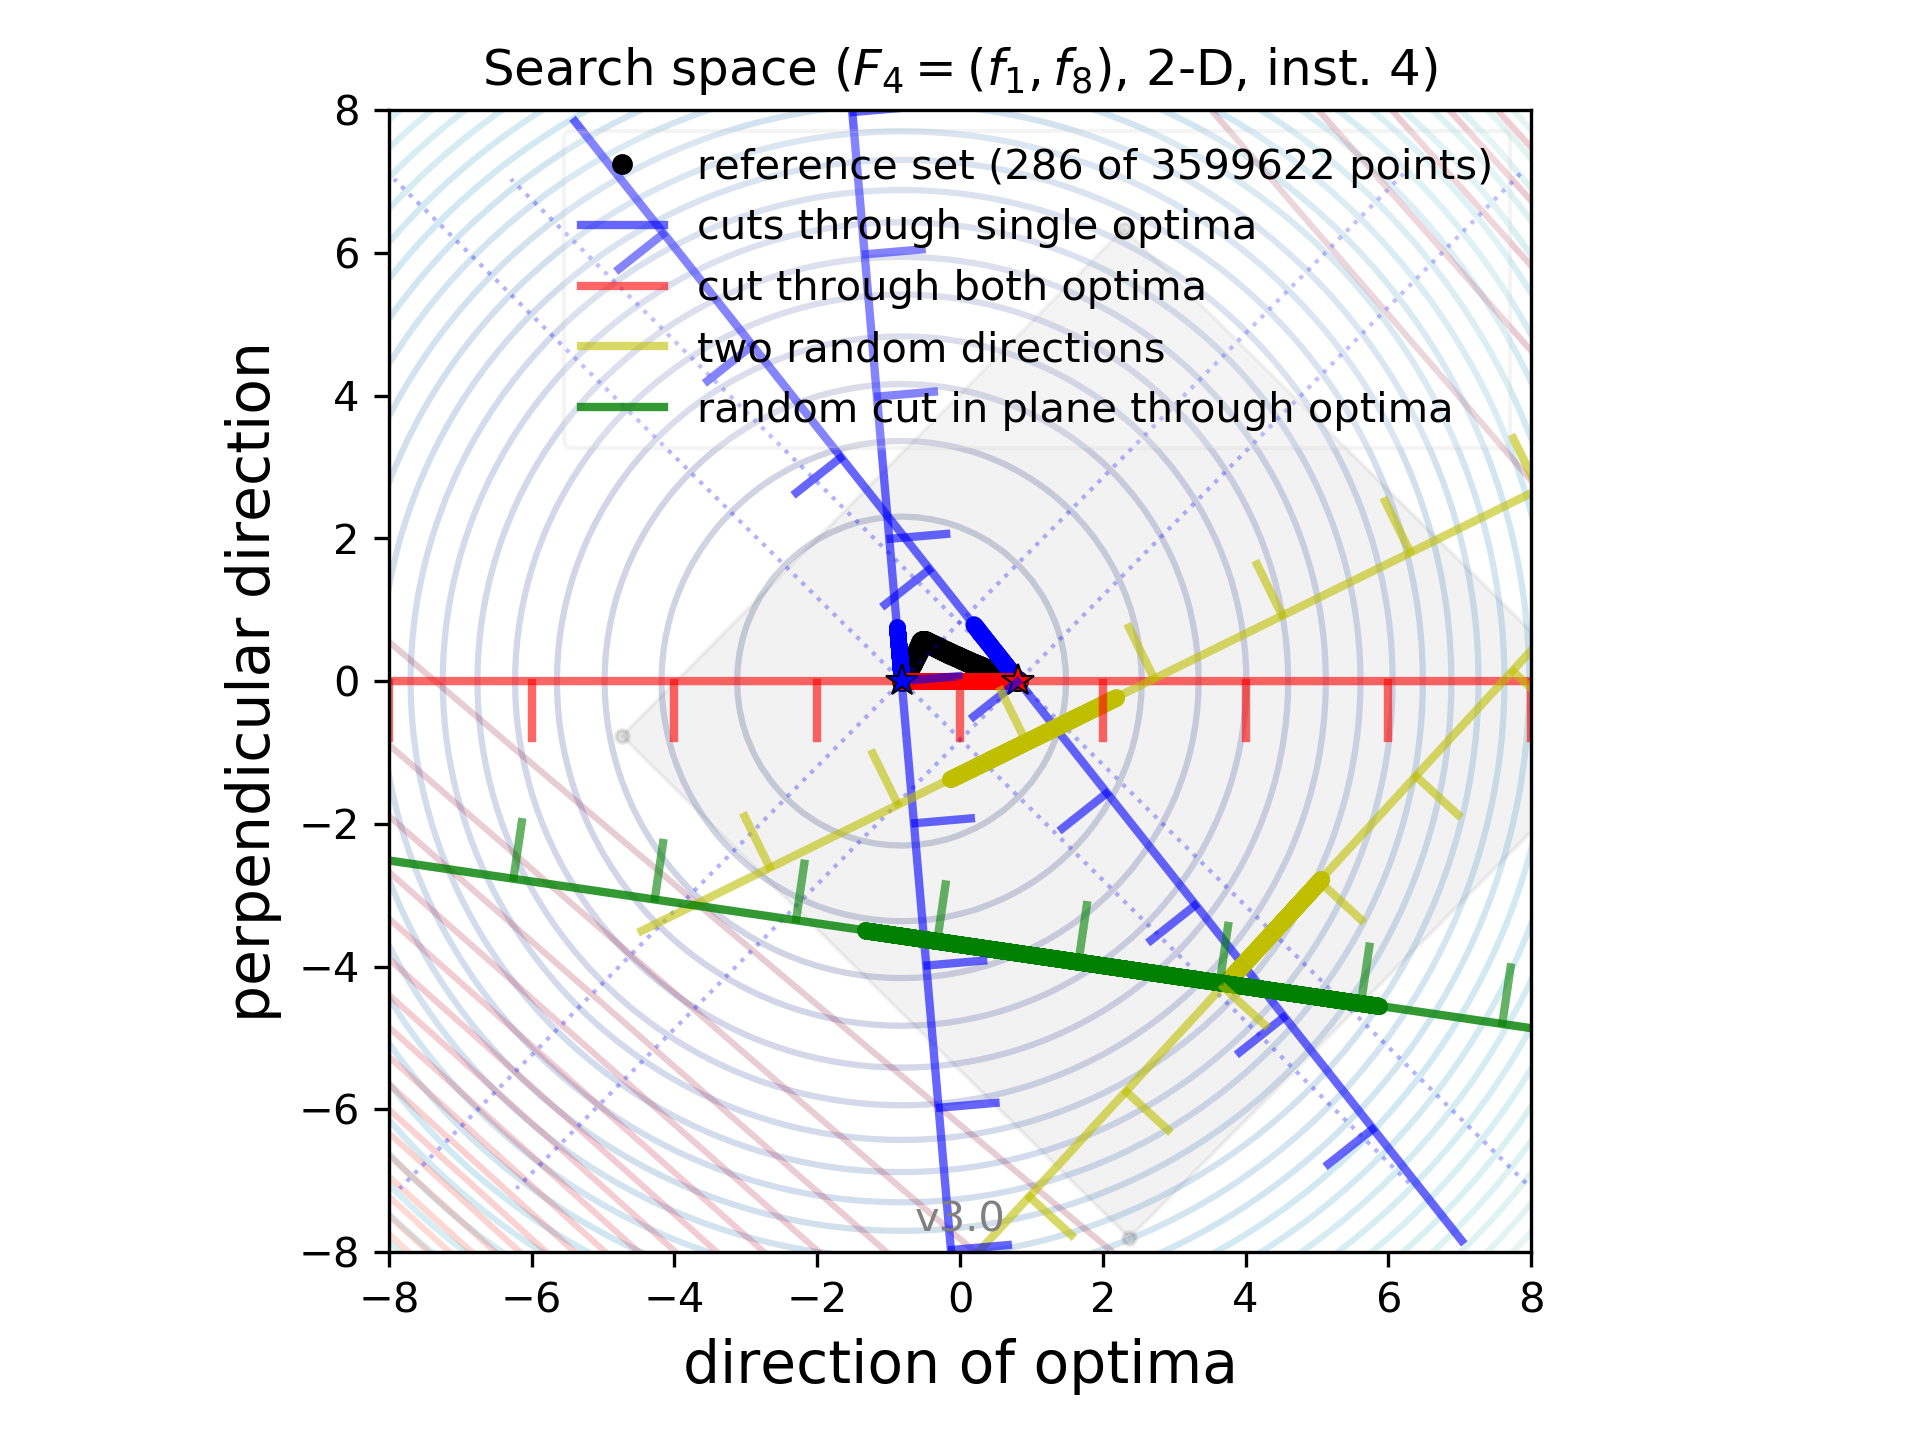 Search space (F4 = (f1, f8), 2-D, inst. 4)
reference set (286 of 3599622 points)
cuts through single optima
cut through both optima
two random directions
random cut in plane through optima
perpendicular direction
8
6
4
2
0
−2
−4
−6
−8
v3.0
−8 −6 −4 −2 0 2 4 6 8
direction of optima